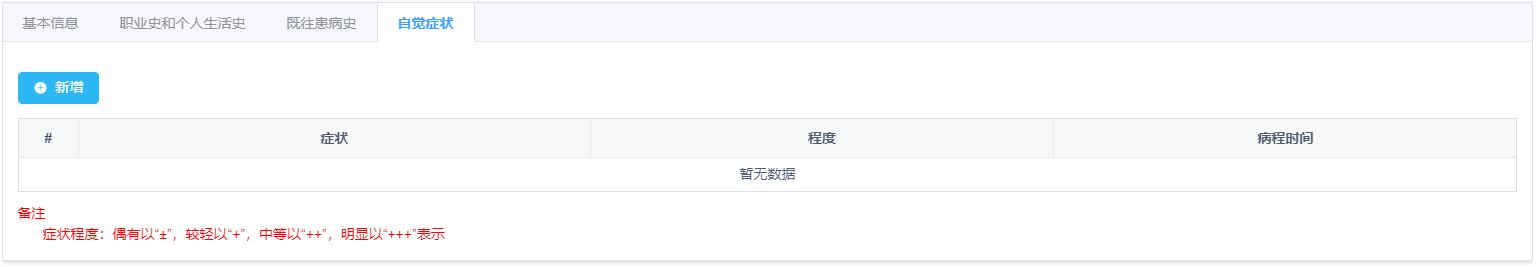 基本信息 职业史和个人生活史 既往患病史 自觉症状
新增
# 症状 程度 病程时间
暂无数据
备注
症状程度：偶有以“±”，较轻以“+”，中等以“++”，明显以“+++”表示